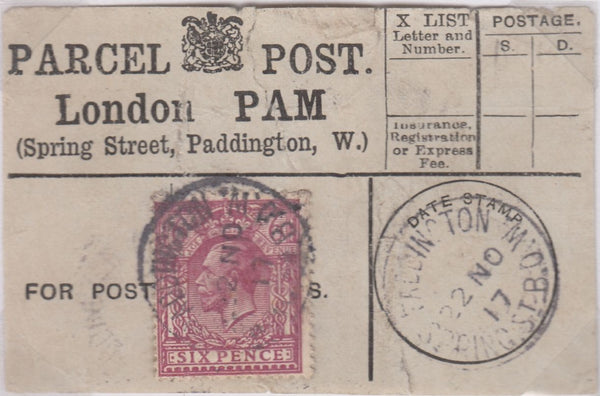 PARCEL POST.
London PAM
(Spring Street, Paddington, W.)
X LIST
Letter and
Number.
Insurance,
Registration
or Express
Fee.
POSTAGE.
S. D.
FOR POST S.
SIX PENCE
DATE STAMP
PADDINGTON M.O.B.
22 NO
17
SPRING ST.